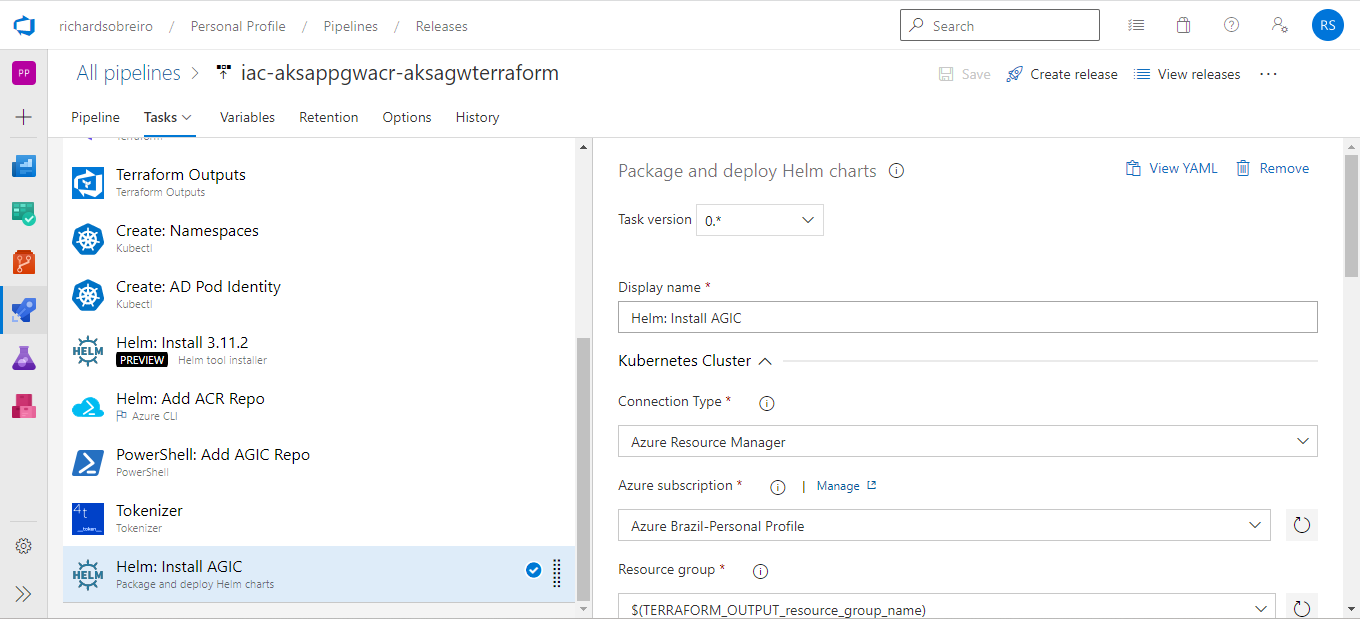 richardsobreiro / Personal Profile / Pipelines / Releases
Search
RS
PP
All pipelines > iac-aksappgwacr-aksagwterraform
Save
Create release
View releases
...
Pipeline
Tasks
Variables
Retention
Options
History
Terraform
Terraform Outputs
Terraform Outputs
Create: Namespaces
Kubectl
Create: AD Pod Identity
Kubectl
HELM
Helm: Install 3.11.2
PREVIEW Helm tool installer
Helm: Add ACR Repo
Azure CLI
PowerShell: Add AGIC Repo
PowerShell
4t
_token_
Tokenizer
Tokenizer
HELM
Helm: Install AGIC
Package and deploy Helm charts
Package and deploy Helm charts
View YAML
Remove
Task version 0.*
Display name *
Helm: Install AGIC
Kubernetes Cluster
Connection Type *
Azure Resource Manager
Azure subscription * | Manage
Azure Brazil-Personal Profile
Resource group *
$(TERRAFORM_OUTPUT_resource_group_name)